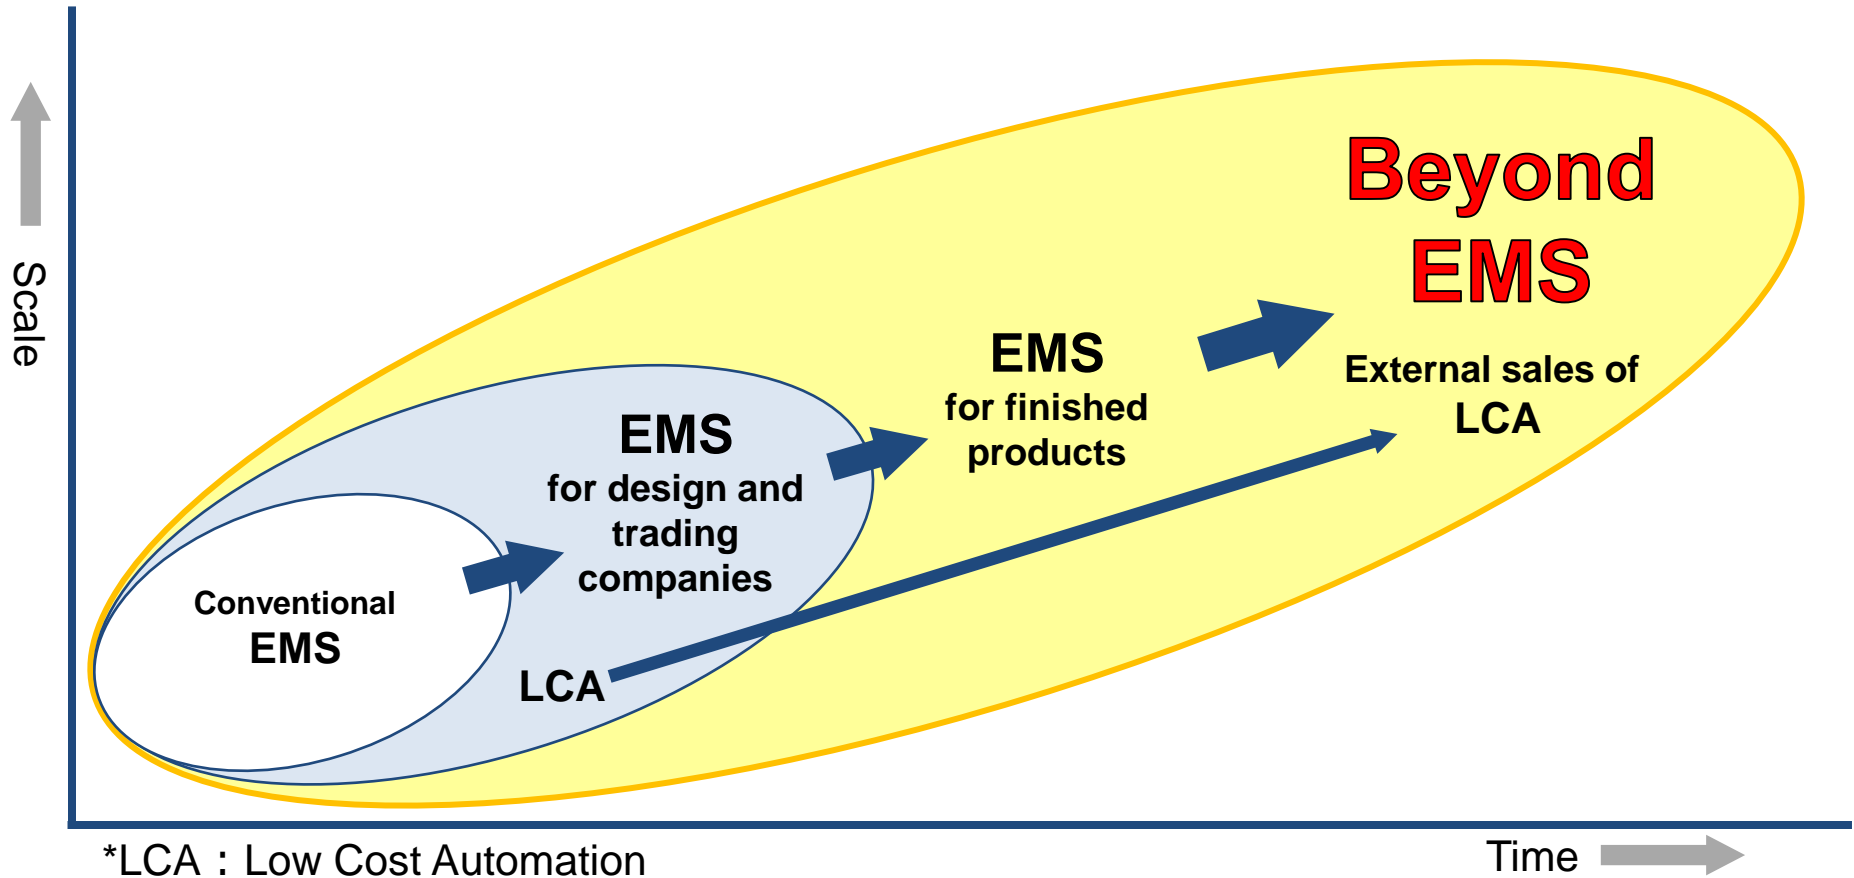 Scale
Beyond
EMS
External sales of
LCA
EMS
for finished
products
EMS
for design and
trading
companies
Conventional
EMS
LCA
*LCA：Low Cost Automation
Time